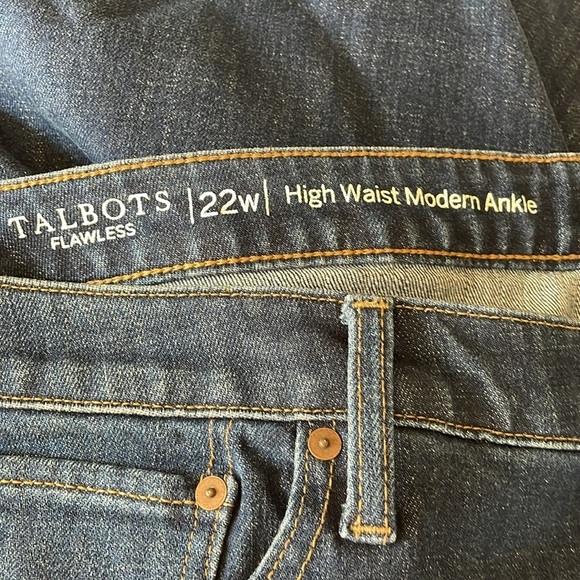 TALBOTS
FLAWLESS
|22w|
High Waist Modern Ankle